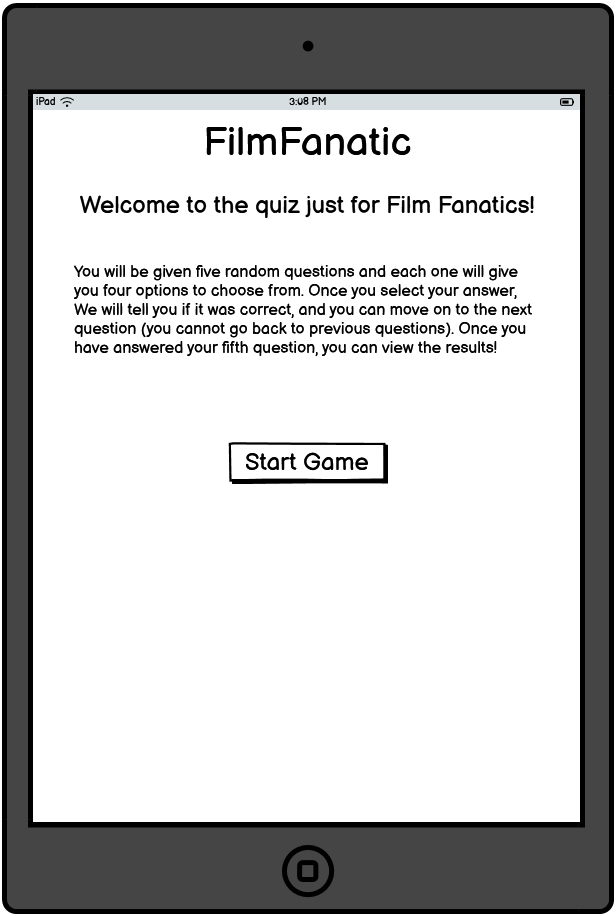 iPad 3:08 PM
FilmFanatic
Welcome to the quiz just for Film Fanatics!
You will be given five random questions and each one will give
you four options to choose from. Once you select your answer,
We will tell you if it was correct, and you can move on to the next
question (you cannot go back to previous questions). Once you
have answered your fifth question, you can view the results!
Start Game